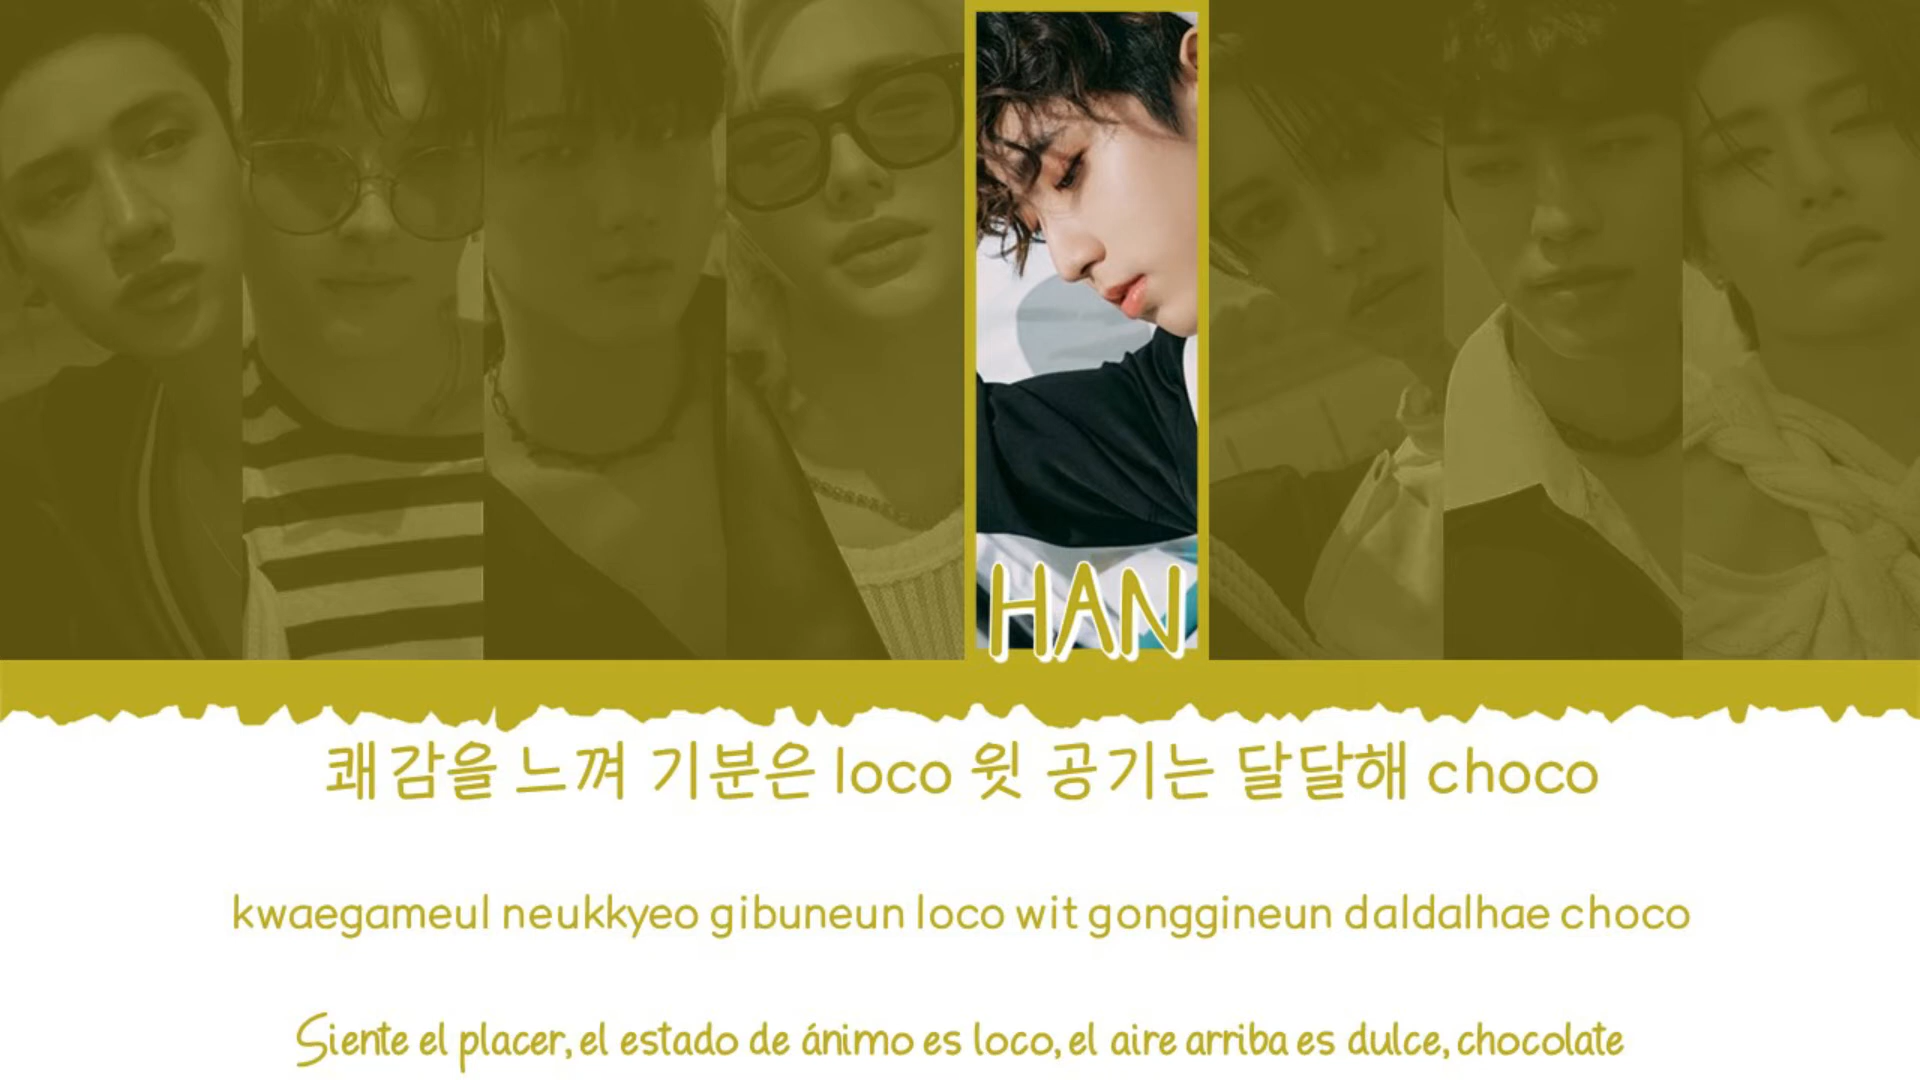 HAN
쾌감을 느껴 기분은 loco 윗 공기는 달달해 choco
kwaegameul neukkyeo gibuneun loco wit gonggineun daldalhae choco
Siente el placer, el estado de ánimo es loco, el aire arriba es dulce, chocolate